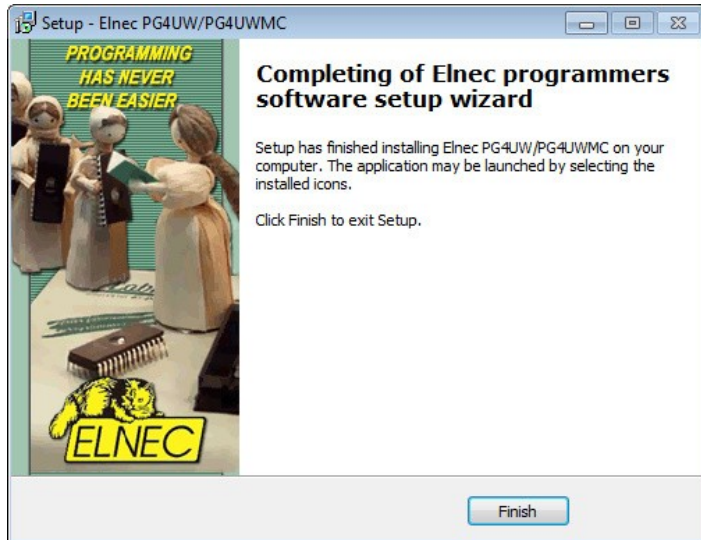 Setup - Elnec PG4UW/PG4UWMC
PROGRAMMING
HAS NEVER
BEEN EASIER
Completing of Elnec programmers
software setup wizard
Setup has finished installing Elnec PG4UW/PG4UWMC on your
computer. The application may be launched by selecting the
installed icons.
Click Finish to exit Setup.
ELNEC
Finish